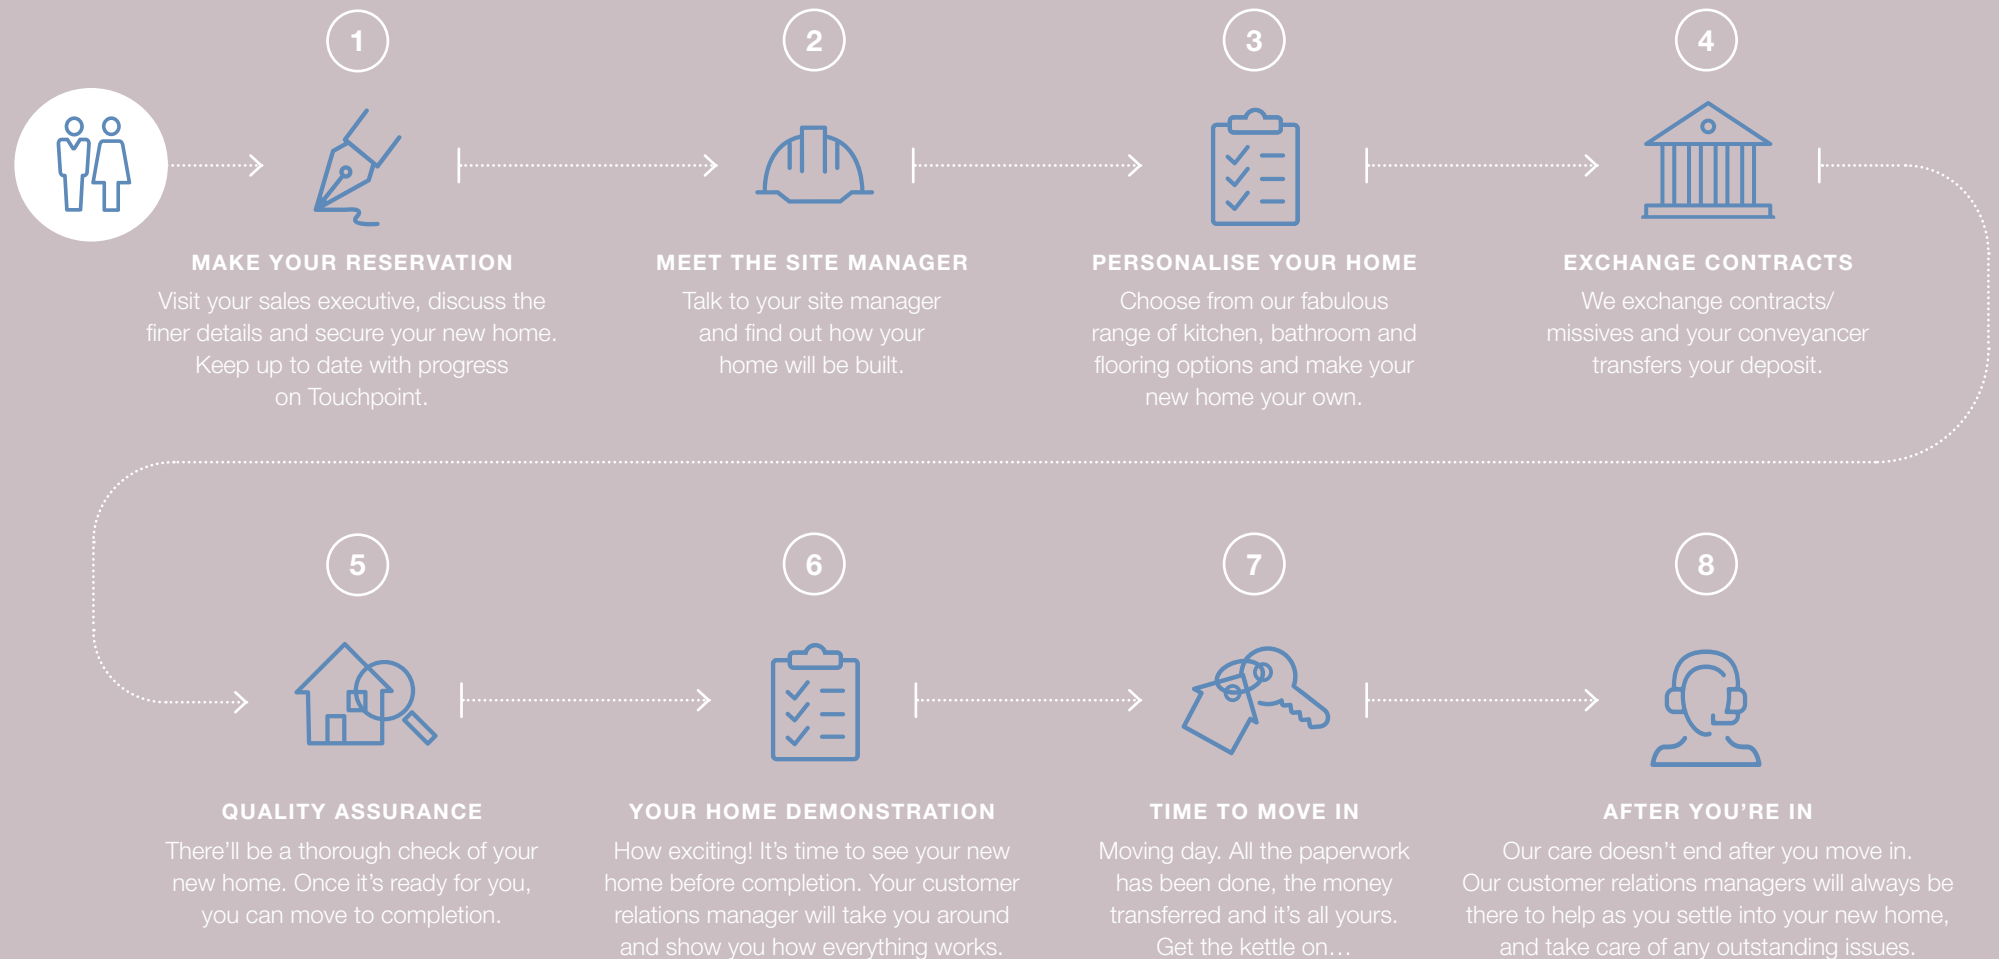 1
MAKE YOUR RESERVATION
Visit your sales executive, discuss the
finer details and secure your new home.
Keep up to date with progress
on Touchpoint.
2
MEET THE SITE MANAGER
Talk to your site manager
and find out how your
home will be built.
3
PERSONALISE YOUR HOME
Choose from our fabulous
range of kitchen, bathroom and
flooring options and make your
new home your own.
4
EXCHANGE CONTRACTS
We exchange contracts/
missives and your conveyancer
transfers your deposit.
5
QUALITY ASSURANCE
There’ll be a thorough check of your
new home. Once it’s ready for you,
you can move to completion.
6
YOUR HOME DEMONSTRATION
How exciting! It’s time to see your new
home before completion. Your customer
relations manager will take you around
and show you how everything works.
7
TIME TO MOVE IN
Moving day. All the paperwork
has been done, the money
transferred and it’s all yours.
Get the kettle on…
8
AFTER YOU’RE IN
Our care doesn’t end after you move in.
Our customer relations managers will always be
there to help as you settle into your new home,
and take care of any outstanding issues.